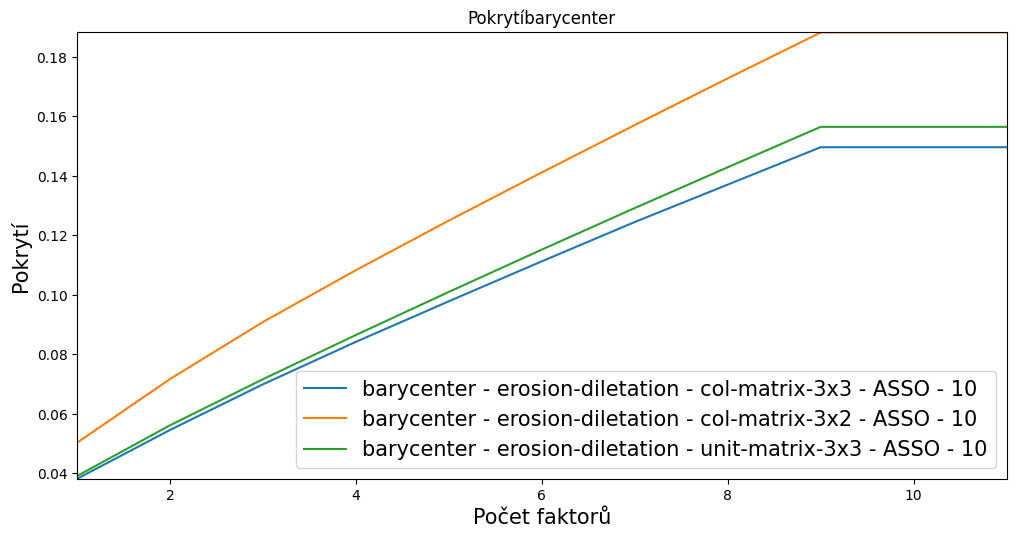 Pokrytíbarycenter
0.18
0.16
0.14
0.12
0.10
0.08
0.06
0.04
Pokrytí
barycenter - erosion-diletation - col-matrix-3x3 - ASSO - 10
barycenter - erosion-diletation - col-matrix-3x2 - ASSO - 10
barycenter - erosion-diletation - unit-matrix-3x3 - ASSO - 10
2 4 6 8 10
Počet faktorů